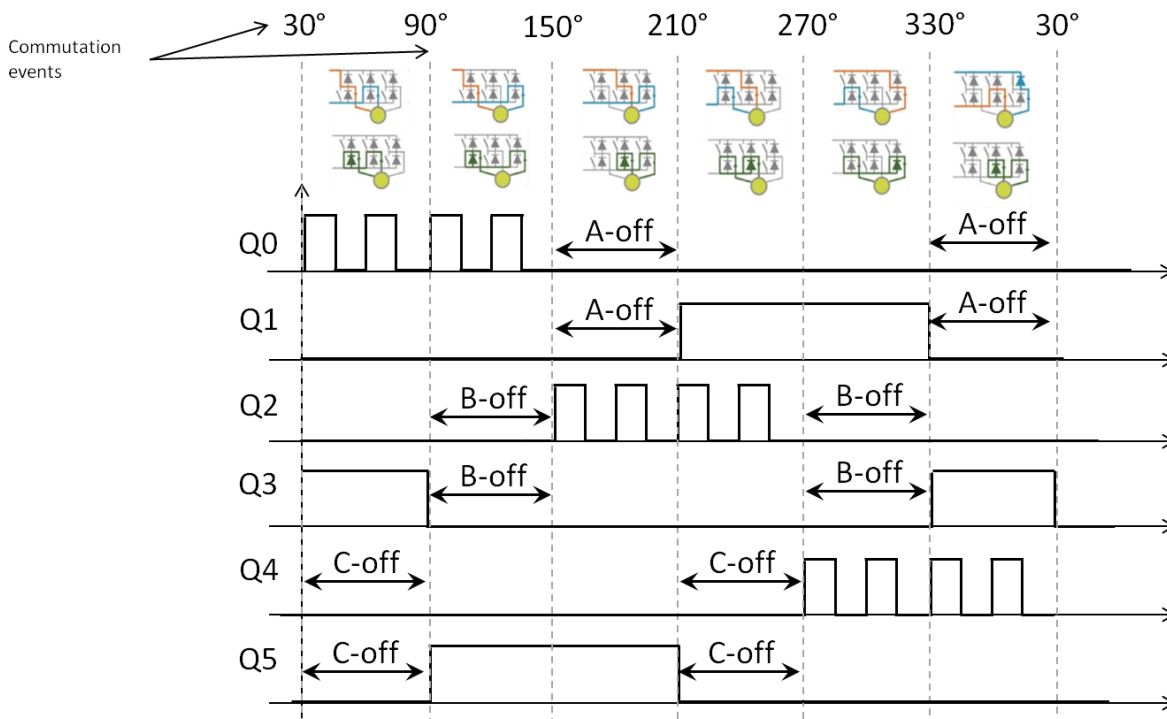 30° 90° 150° 210° 270° 330° 30°
Commutation
events
Q0 A-off A-off
Q1 A-off A-off
Q2 B-off B-off
Q3 B-off B-off
Q4 C-off C-off
Q5 C-off C-off